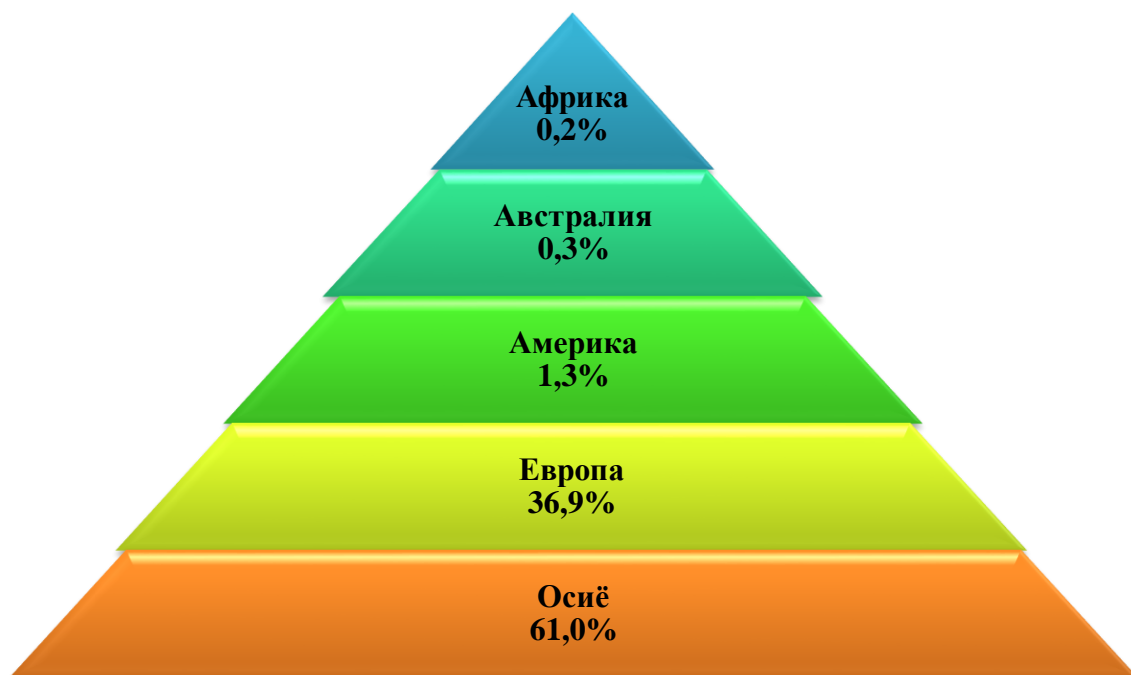 Африка
0,2%
Австралия
0,3%
Америка
1,3%
Европа
36,9%
Осиё
61,0%